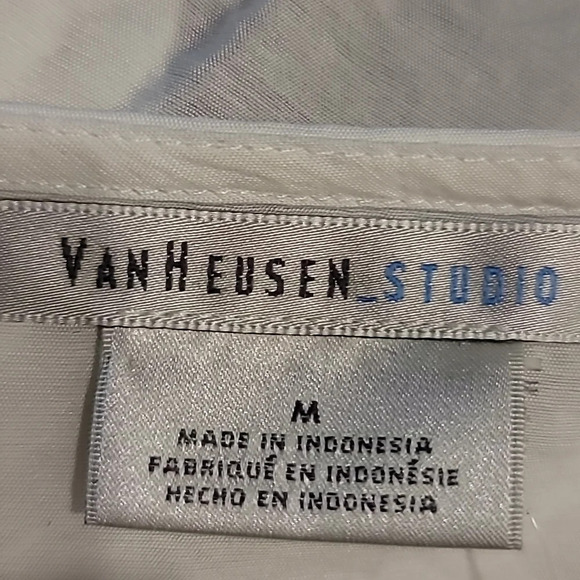 VANHEUSEN_STUDIO
M
MADE IN INDONESIA
FABRIQUÉ EN INDONÉSIE
HECHO EN INDONESIA